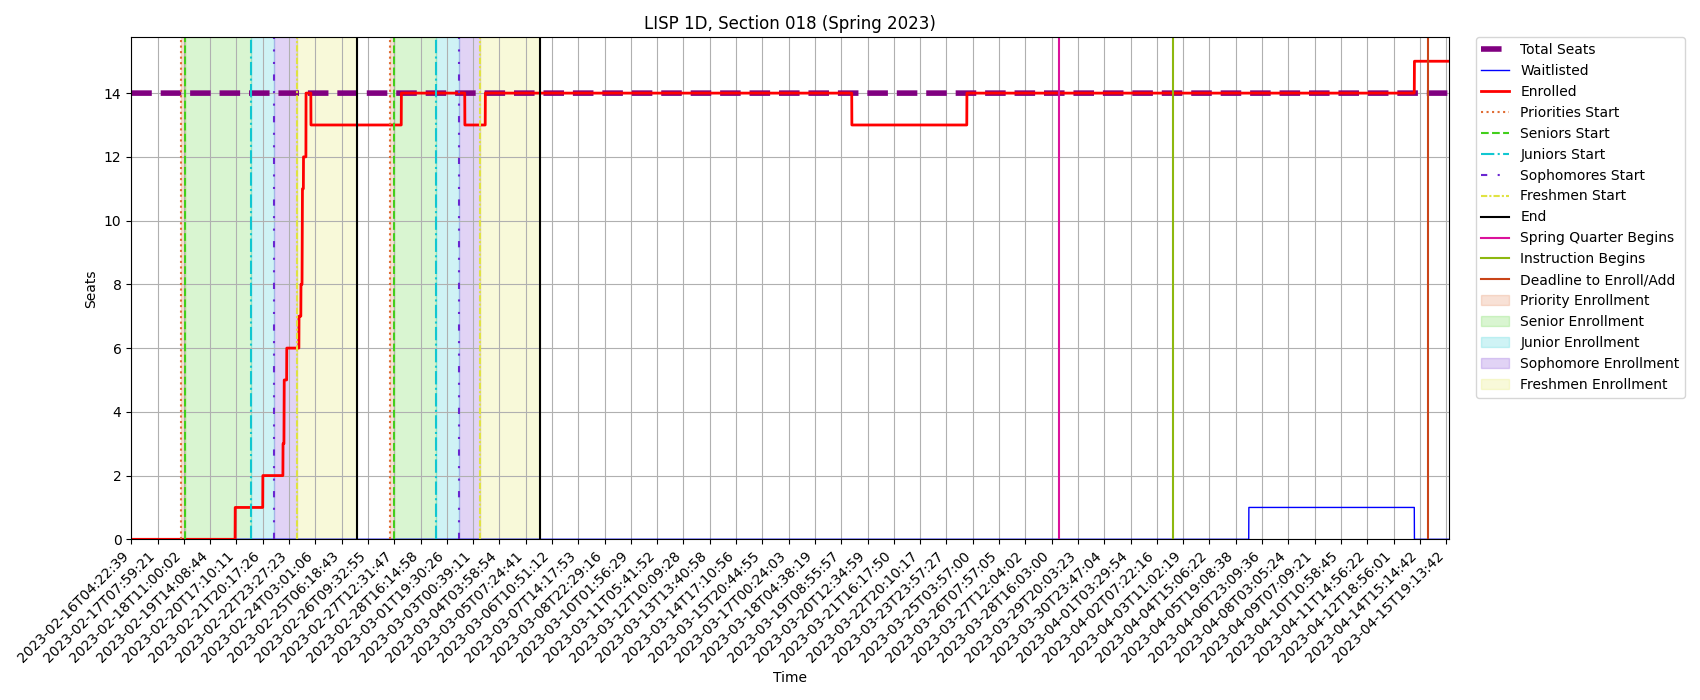 LISP 1D, Section 018 (Spring 2023)
Seats
14
12
10
8
6
4
2
0
2023-02-16T04:22:39
2023-02-17T07:59:21
2023-02-18T11:00:02
2023-02-19T14:08:44
2023-02-20T17:10:11
2023-02-21T20:17:26
2023-02-22T23:27:23
2023-02-24T03:01:06
2023-02-25T06:18:43
2023-02-26T09:32:55
2023-02-27T12:31:47
2023-02-28T16:14:58
2023-03-01T19:30:26
2023-03-03T00:39:11
2023-03-04T03:58:54
2023-03-05T07:24:41
2023-03-06T10:51:12
2023-03-07T14:17:53
2023-03-08T22:29:16
2023-03-10T01:56:29
2023-03-11T05:41:52
2023-03-12T10:09:28
2023-03-13T13:40:58
2023-03-14T17:10:56
2023-03-15T20:44:55
2023-03-17T00:24:03
2023-03-18T04:38:19
2023-03-19T08:55:57
2023-03-20T12:34:59
2023-03-21T16:17:50
2023-03-22T20:10:17
2023-03-23T23:57:27
2023-03-25T03:57:00
2023-03-26T07:57:05
2023-03-27T12:04:02
2023-03-28T16:03:00
2023-03-29T20:03:23
2023-03-30T23:47:04
2023-04-01T03:29:54
2023-04-02T07:22:16
2023-04-03T11:02:19
2023-04-04T15:06:22
2023-04-05T19:08:38
2023-04-06T23:09:36
2023-04-08T03:05:24
2023-04-09T07:09:21
2023-04-10T10:58:45
2023-04-11T14:56:22
2023-04-12T18:56:01
2023-04-14T15:14:42
2023-04-15T19:13:42
Time
Total Seats
Waitlisted
Enrolled
Priorities Start
Seniors Start
Juniors Start
Sophomores Start
Freshmen Start
End
Spring Quarter Begins
Instruction Begins
Deadline to Enroll/Add
Priority Enrollment
Senior Enrollment
Junior Enrollment
Sophomore Enrollment
Freshmen Enrollment